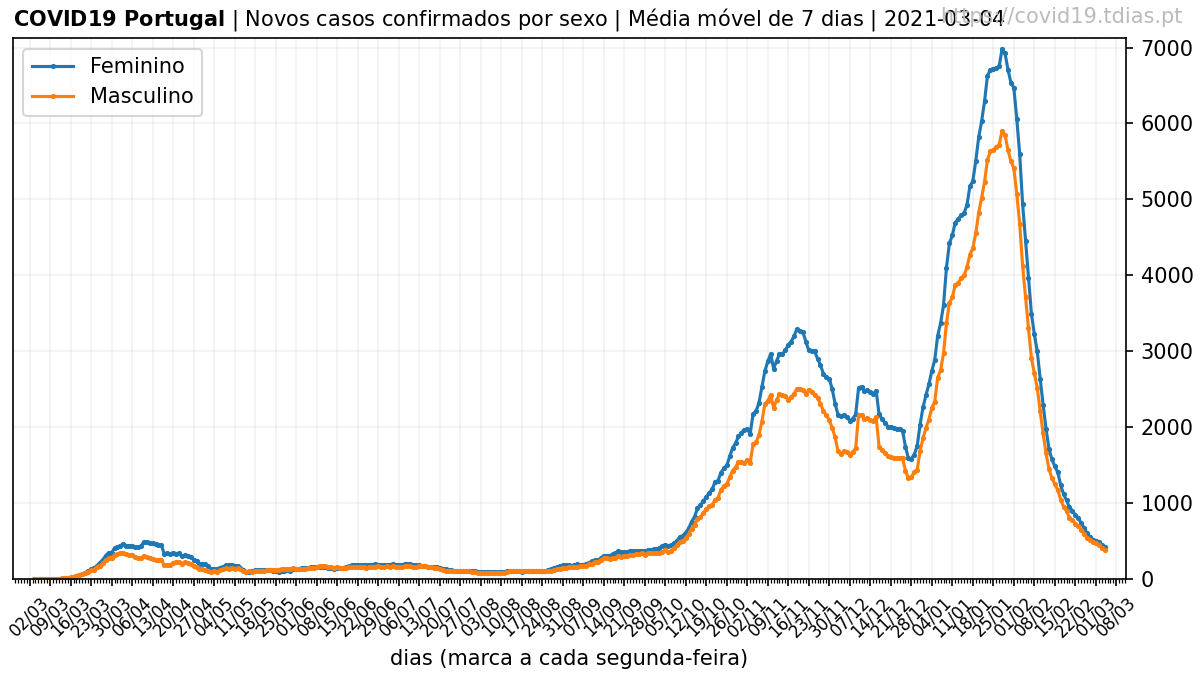 COVID19 Portugal | Novos casos confirmados por sexo | Média móvel de 7 dias | 2021-03-04
https://covid19.tdias.pt
Feminino
Masculino
7000
6000
5000
4000
3000
2000
1000
0
02/03 09/03 16/03 23/03 30/03 06/04 13/04 20/04 27/04 04/05 11/05 18/05 25/05 01/06 08/06 15/06 22/06 29/06 06/07 13/07 20/07 27/07 03/08 10/08 17/08 24/08 31/08 07/09 14/09 21/09 28/09 05/10 12/10 19/10 26/10 02/11 09/11 16/11 23/11 30/11 07/12 14/12 21/12 28/12 04/01 11/01 18/01 25/01 01/02 08/02 15/02 22/02 01/03 08/03
dias (marca a cada segunda-feira)